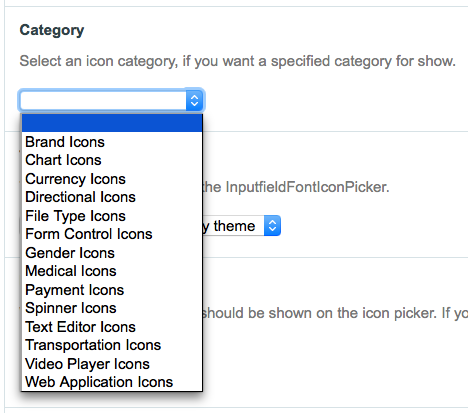 Category
Select an icon category, if you want a specified category for show.
Brand Icons
Chart Icons
Currency Icons
the InputfieldFontIconPicker.
Directional Icons
File Type Icons
y theme
Form Control Icons
Gender Icons
Medical Icons
Payment Icons
Spinner Icons
should be shown on the icon picker. If yo
Text Editor Icons
Transportation Icons
Video Player Icons
Web Application Icons